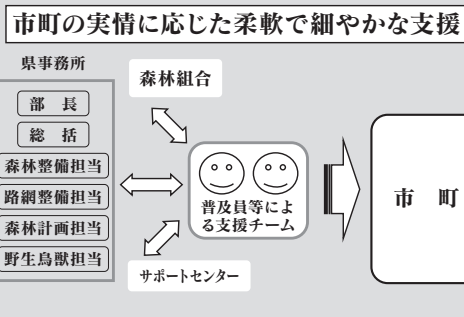 市町の実情に応じた柔軟で細やかな支援
県事務所
部　長
総　括
森林整備担当
路網整備担当
森林計画担当
野生鳥獣担当
森林組合
普及員等によ
る支援チーム
サポートセンター
市　町